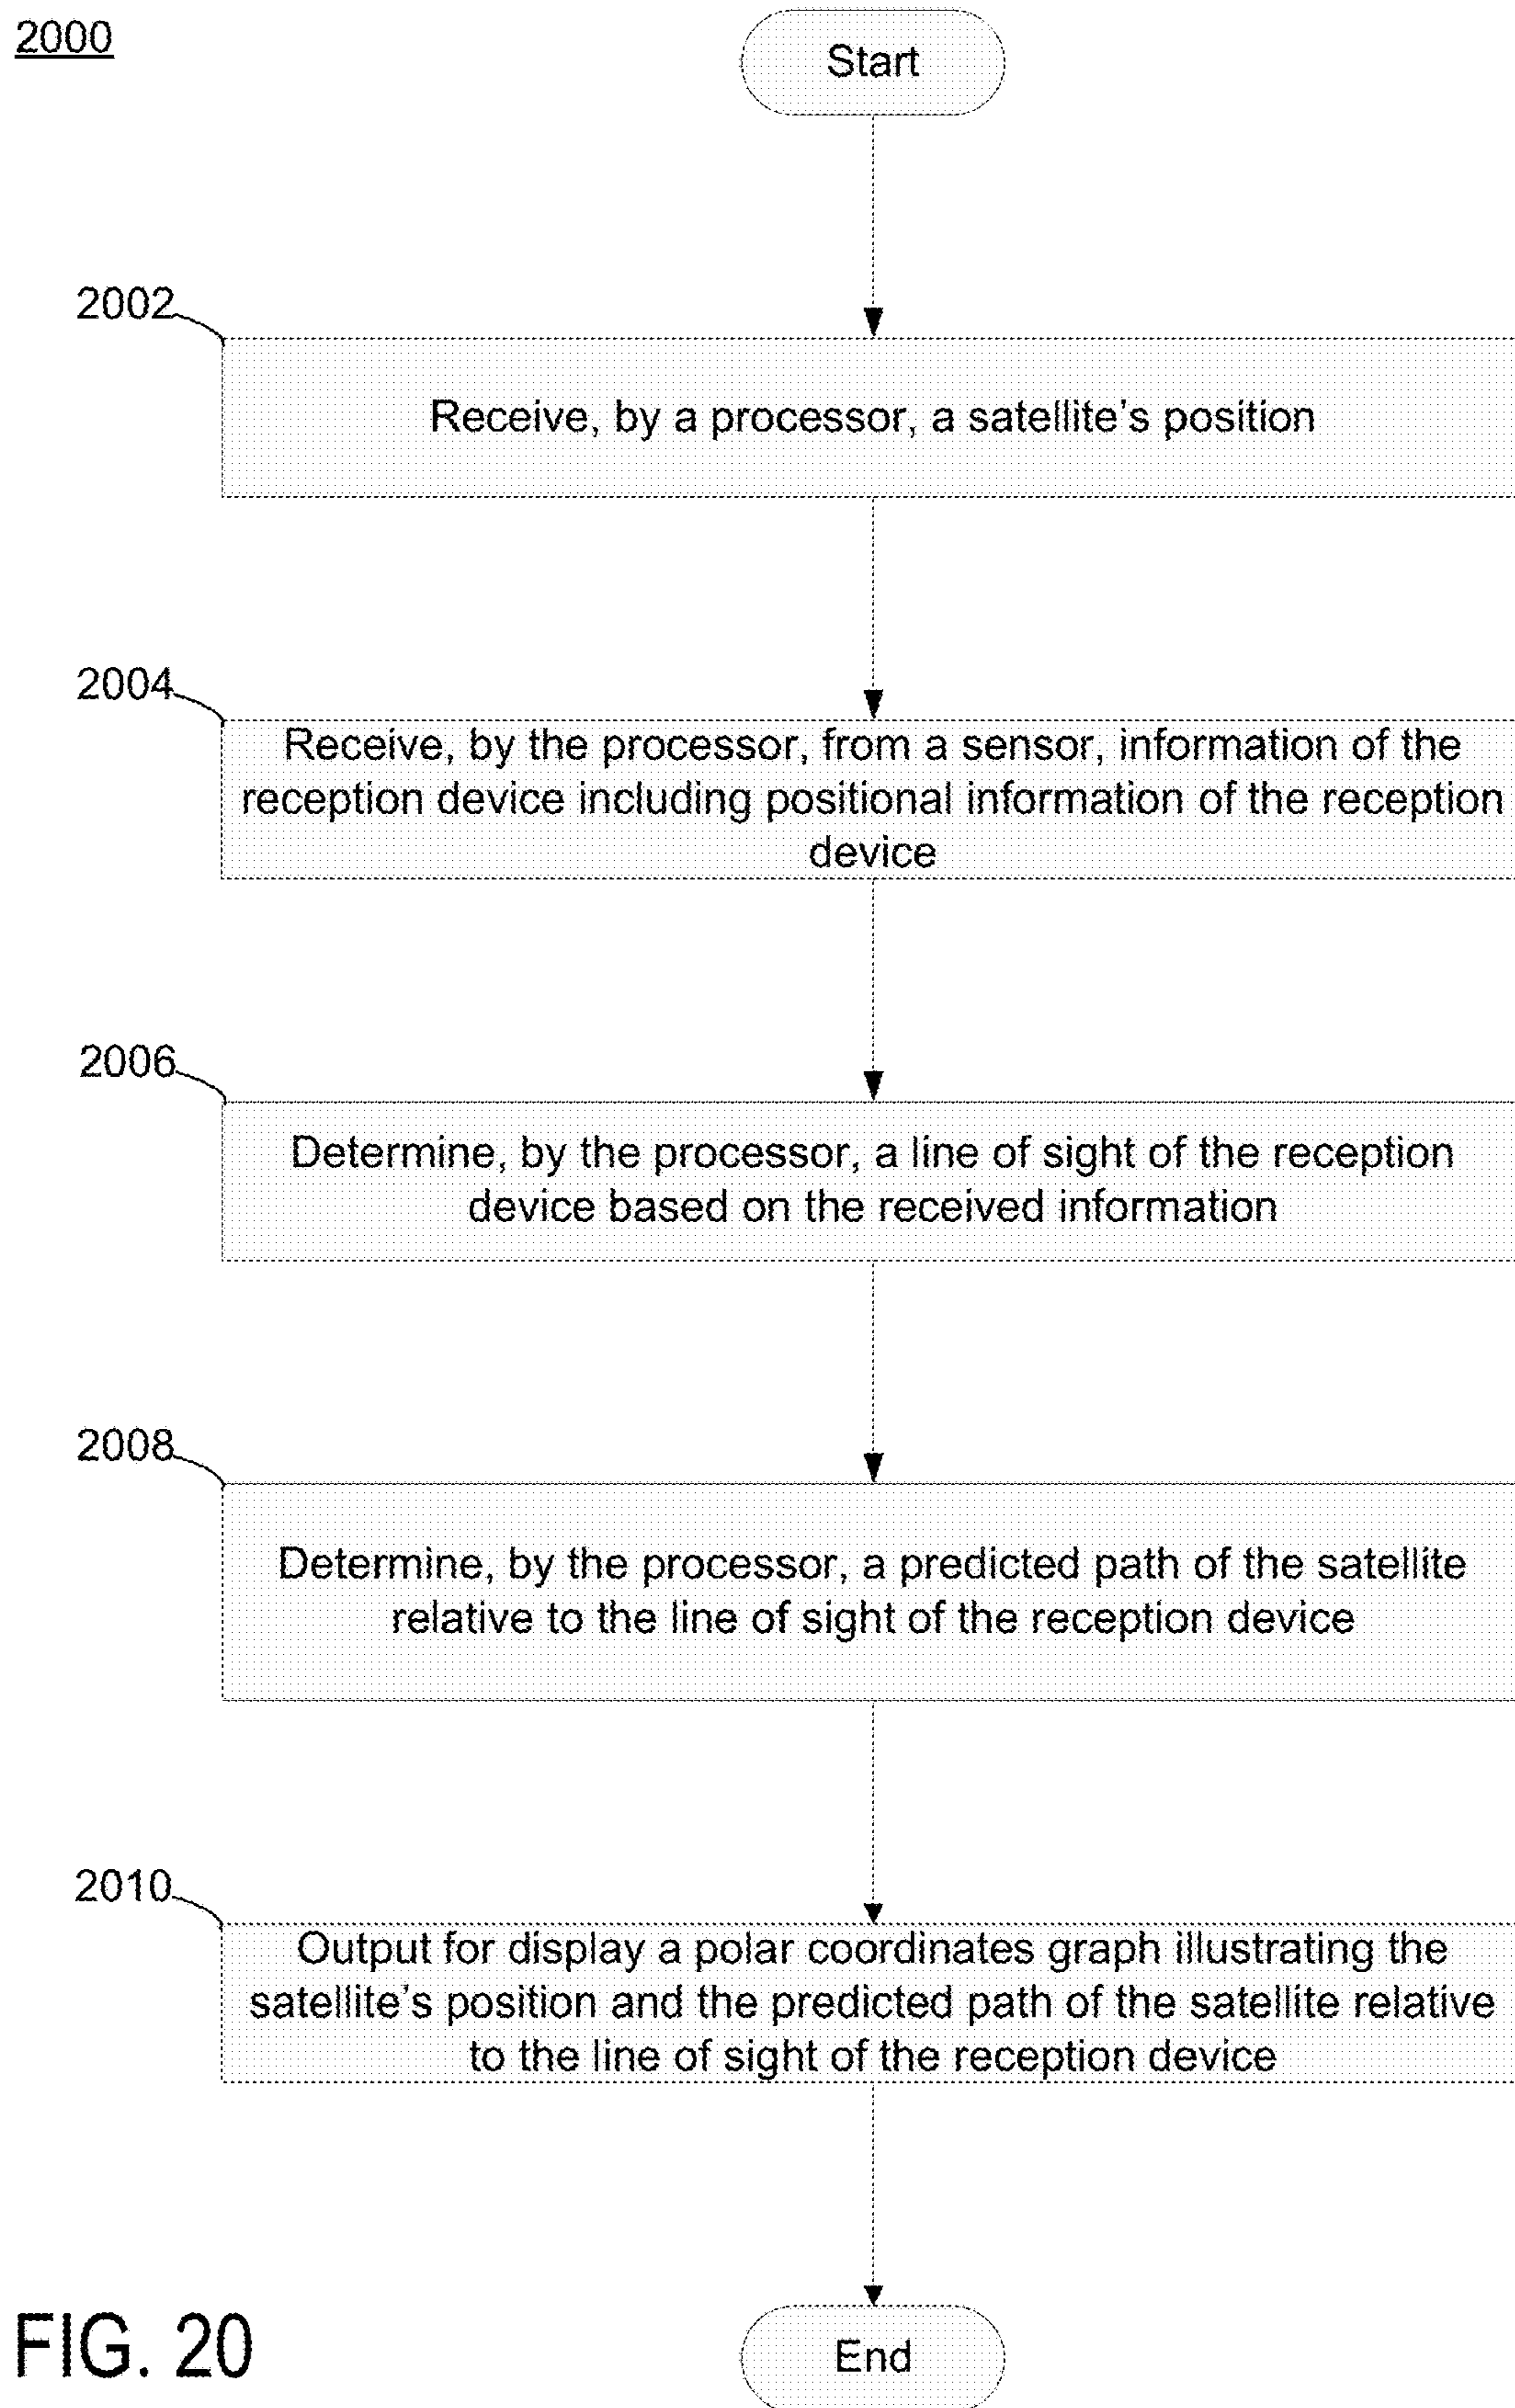 2000
Start
2002
Receive, by a processor, a satellite's position
2004
Receive, by the processor, from a sensor, information of the
reception device including positional information of the reception
device
2006
Determine, by the processor, a line of sight of the reception
device based on the received information
2008
Determine, by the processor, a predicted path of the satellite
relative to the line of sight of the reception device
2010
Output for display a polar coordinates graph illustrating the
satellite's position and the predicted path of the satellite relative
to the line of sight of the reception device
End
FIG. 20